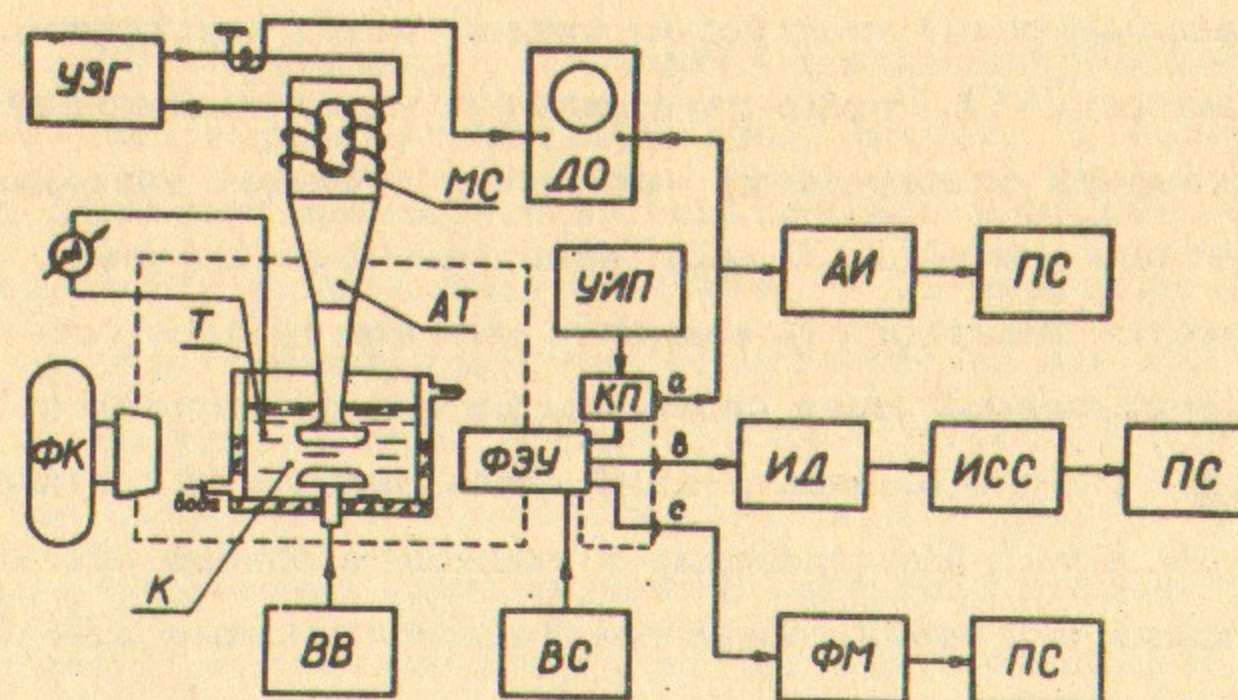 Т
УЗГ
ДО
МС
УИП
АИ
ПС
АТ
Т
КП
а
ФК
ФЭУ
в
ИД
ИСС
ПС
вода
с
К
ВВ
ВС
ФМ
ПС